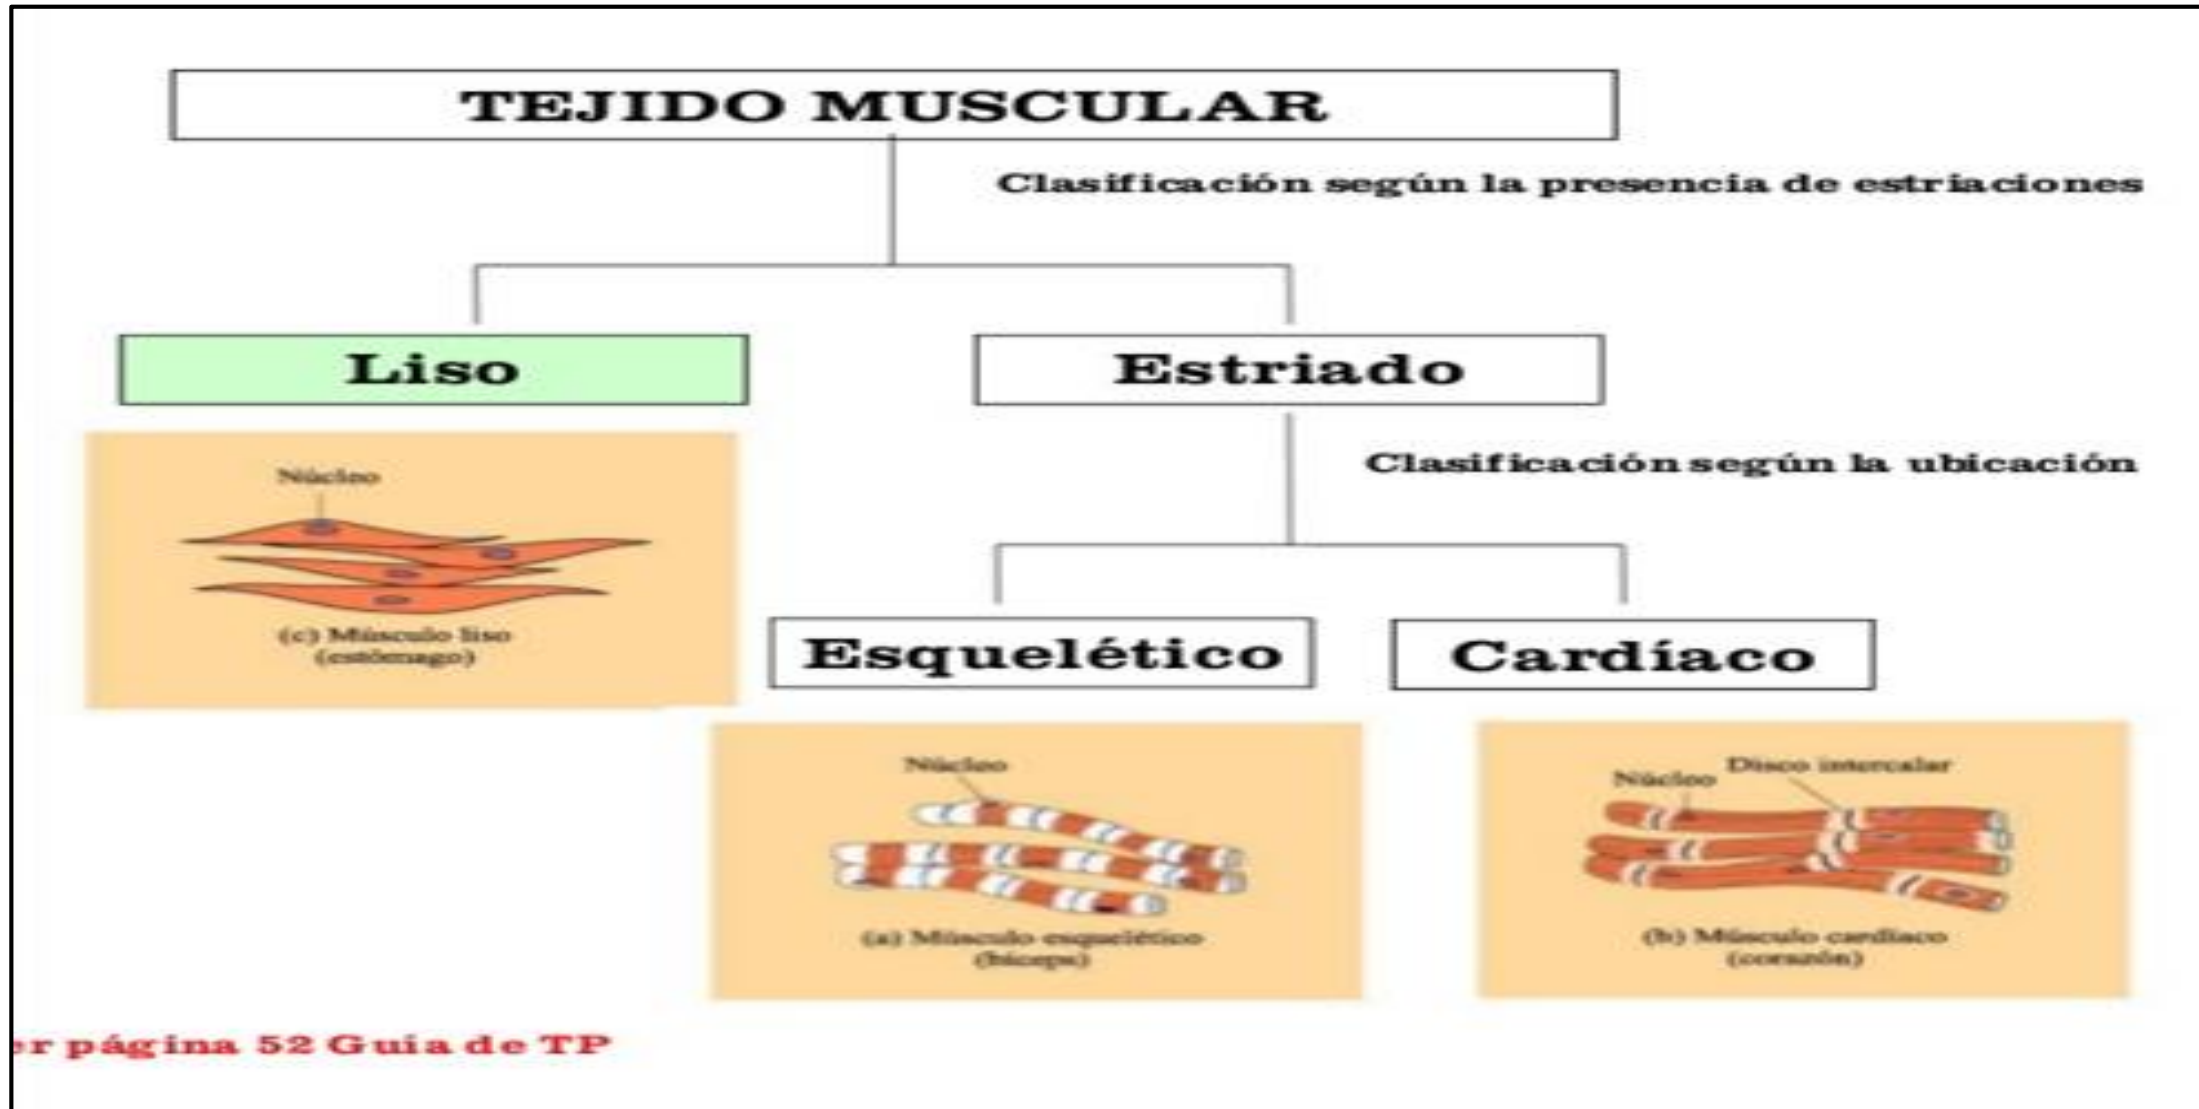 TEJIDO MUSCULAR
Clasificación según la presencia de estriaciones
Liso
Estriado
Clasificación según la ubicación
Núcleo
(c) Músculo liso
(estómago)
Esquelético
Cardíaco
Núcleo
(a) Músculo esquelético
(bíceps)
Disco intercalar
Núcleo
(b) Músculo cardíaco
(corazón)
er página 52 Guia de TP